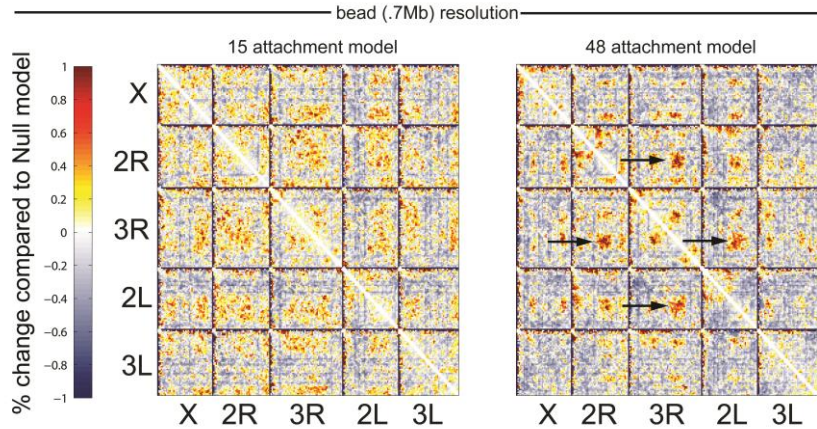 bead (.7Mb) resolution
15 attachment model
48 attachment model
% change compared to Null model
1
0.8
0.6
0.4
0.2
0
−0.2
−0.4
−0.6
−0.8
−1
X
2R
3R
2L
3L
X 2R 3R 2L 3L
X 2R 3R 2L 3L